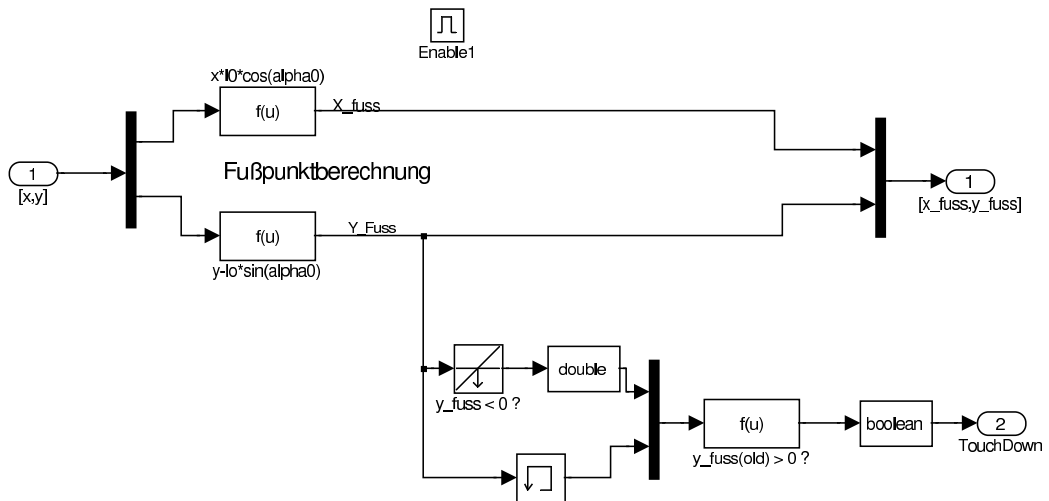 Enable1
x*l0*cos(alpha0)
f(u)
X_fuss
1
[x,y]
Fußpunktberechnung
1
[x_fuss,y_fuss]
Y_Fuss
f(u)
y-lo*sin(alpha0)
double
y_fuss < 0 ?
f(u)
boolean
2
y_fuss(old) > 0 ?
TouchDown